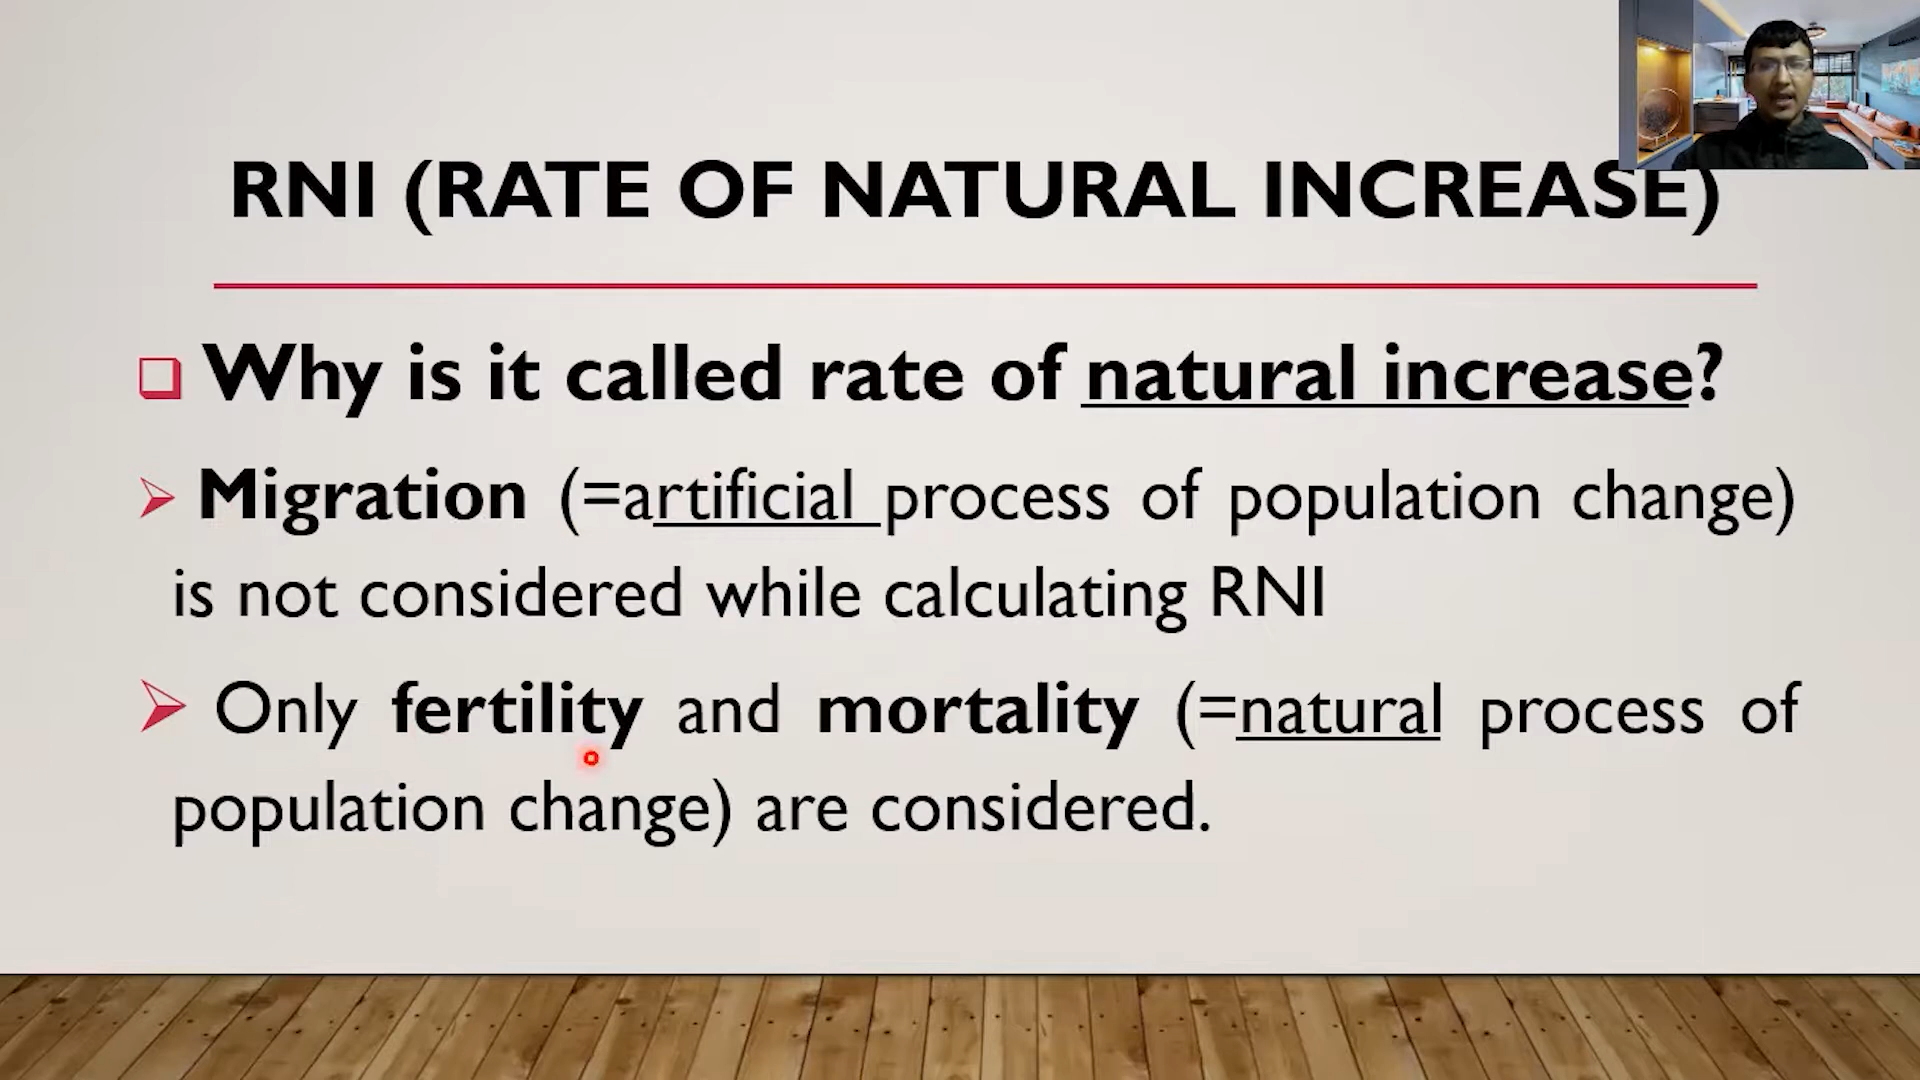 RNI (RATE OF NATURAL INCREASE)
Why is it called rate of natural increase?
Migration (=artificial process of population change)
is not considered while calculating RNI
Only fertility and mortality (=natural process of
population change) are considered.